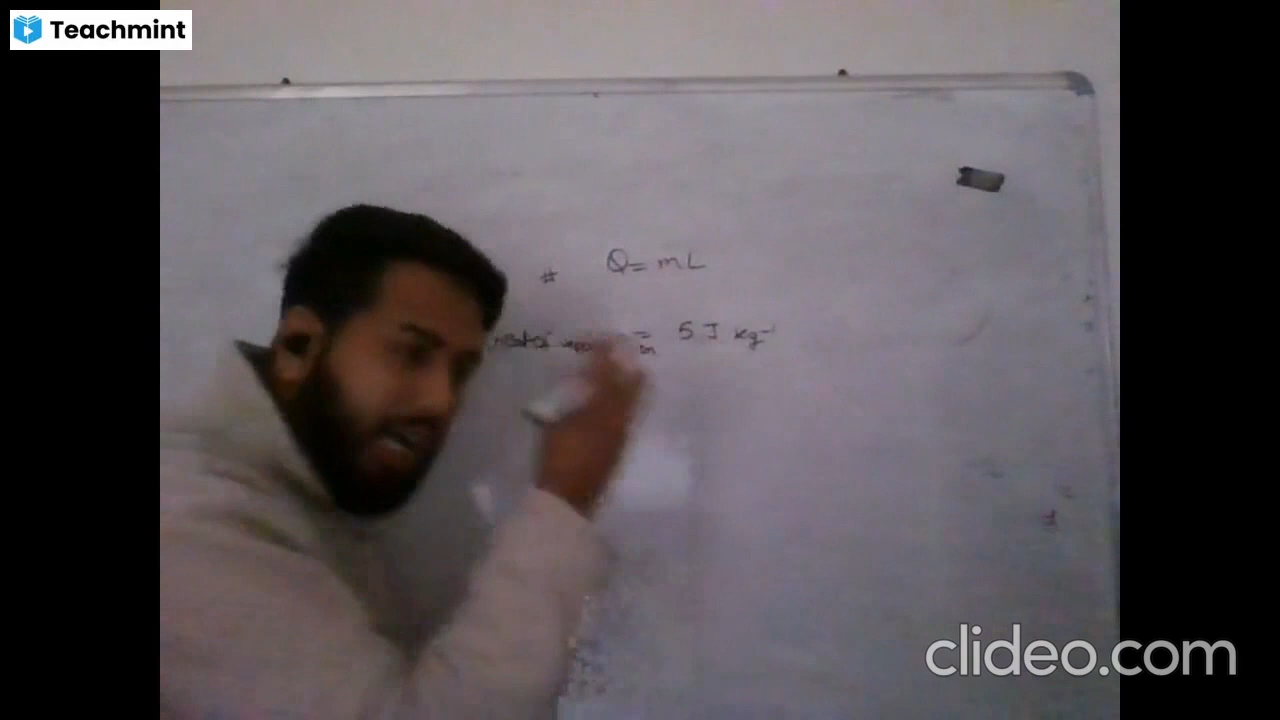 Teachmint
# Q = mL
= 5 J kg⁻¹
clideo.com